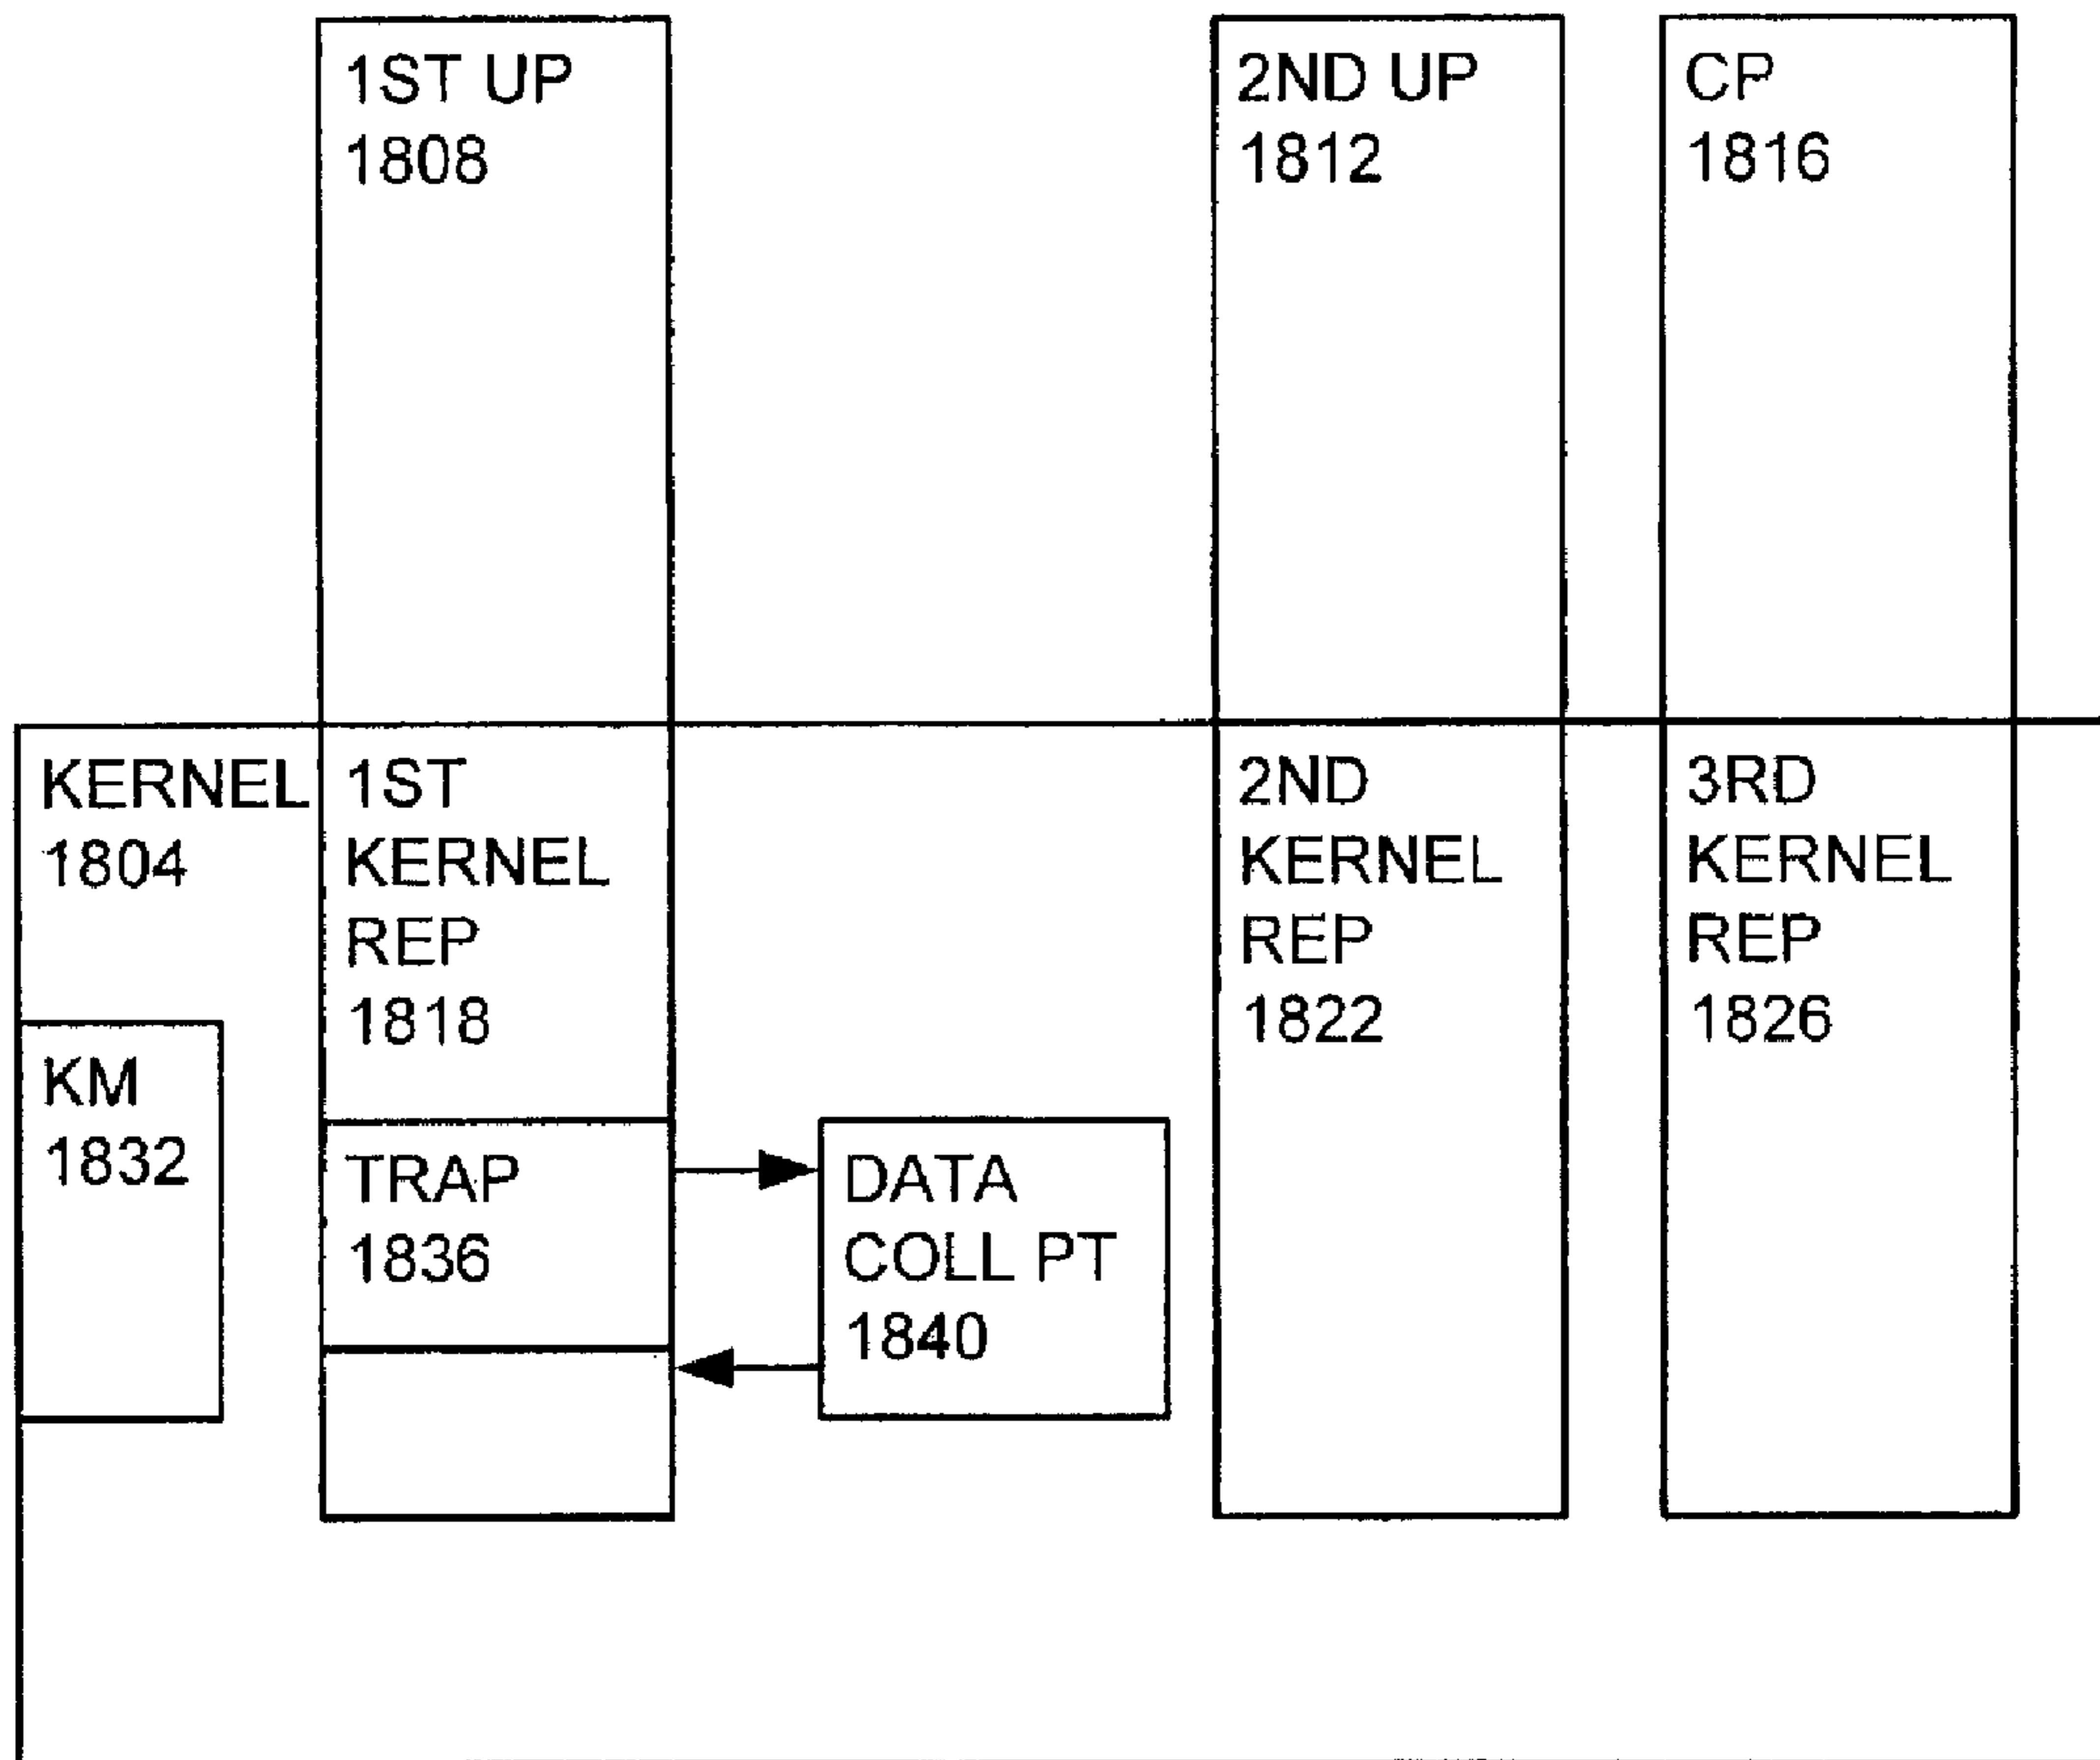 1ST UP
1808
2ND UP
1812
CP
1816
KERNEL
1804
1ST
KERNEL
REP
1818
2ND
KERNEL
REP
1822
3RD
KERNEL
REP
1826
KM
1832
TRAP
1836
DATA
COLL PT
1840